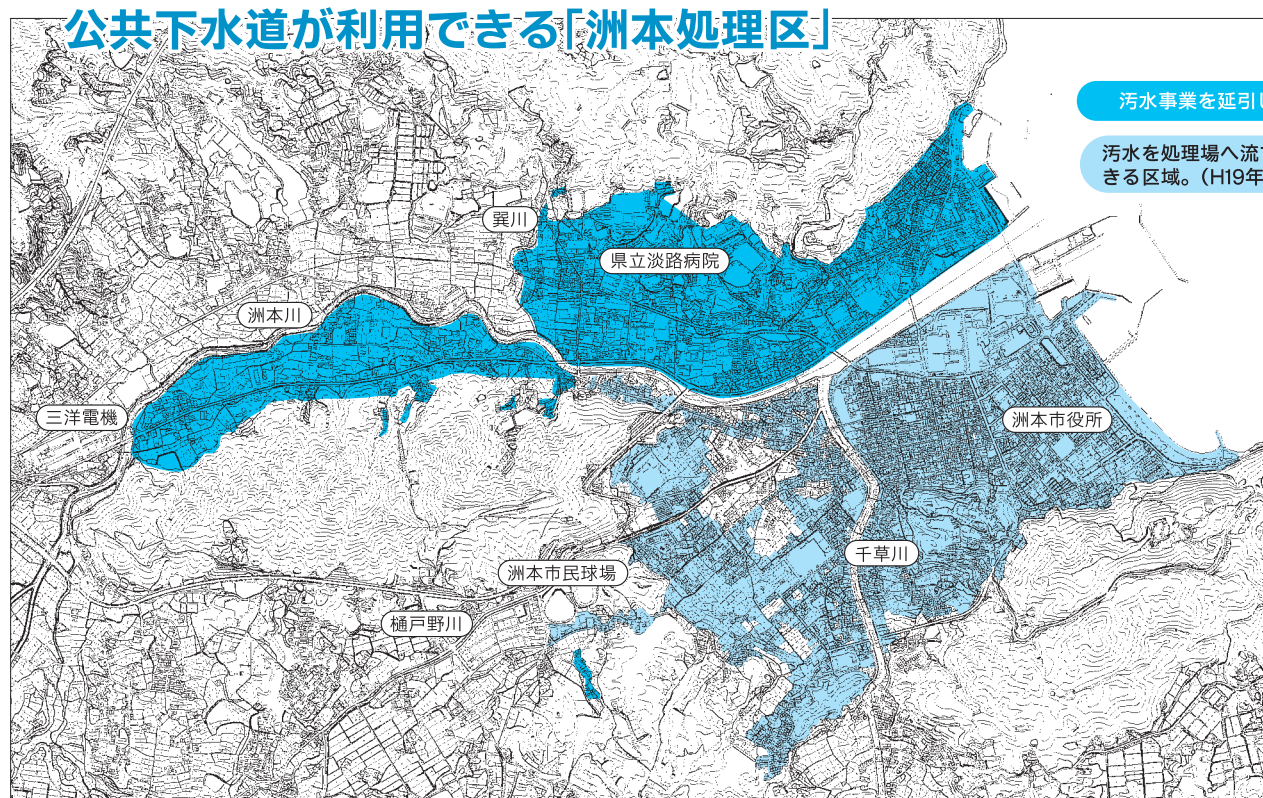 公共下水道が利用できる「洲本処理区」
汚水事業を延引し
汚水を処理場へ流す
きる区域。(H19年
巽川
県立淡路病院
洲本川
三洋電機
洲本市役所
千草川
洲本市民球場
樋戸野川